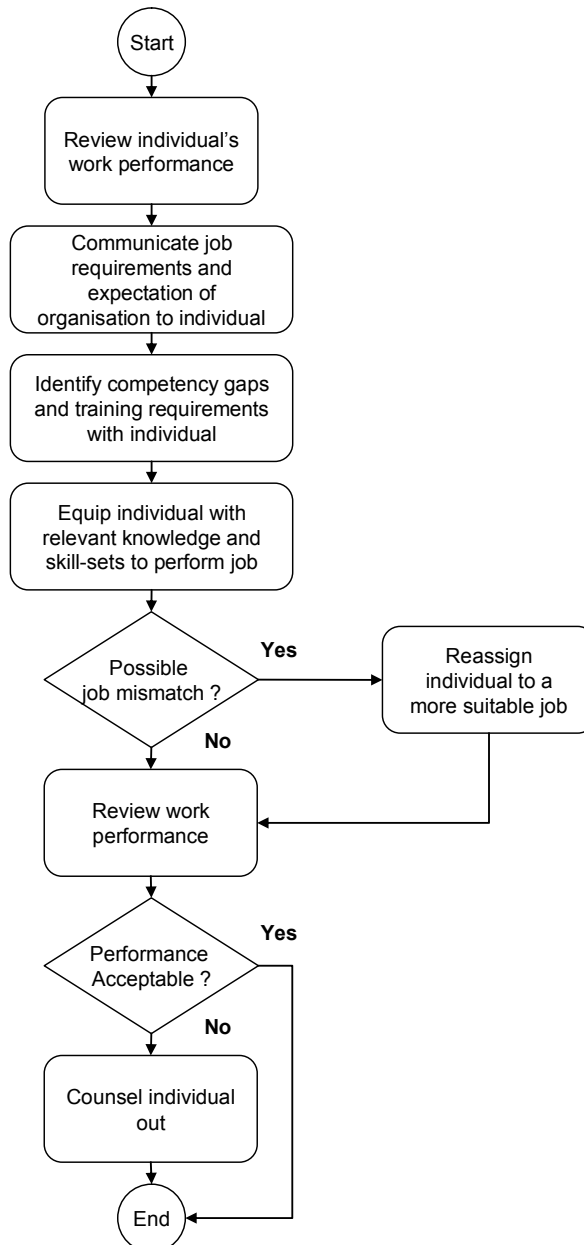 Start
Review individual's
work performance
Communicate job
requirements and
expectation of
organisation to individual
Identify competency gaps
and training requirements
with individual
Equip individual with
relevant knowledge and
skill-sets to perform job
Possible
job mismatch ?
Yes
Reassign
individual to a
more suitable job
No
Review work
performance
Performance
Acceptable ?
Yes
No
Counsel individual
out
End